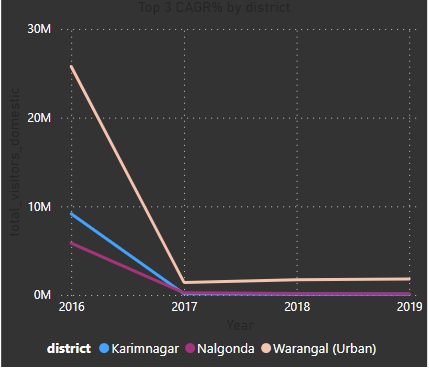 Top 3 CAGR% by district
total_visitors_domestic
30M
20M
10M
0M
2016 2017 2018 2019
Year
district Karimnagar Nalgonda Warangal (Urban)